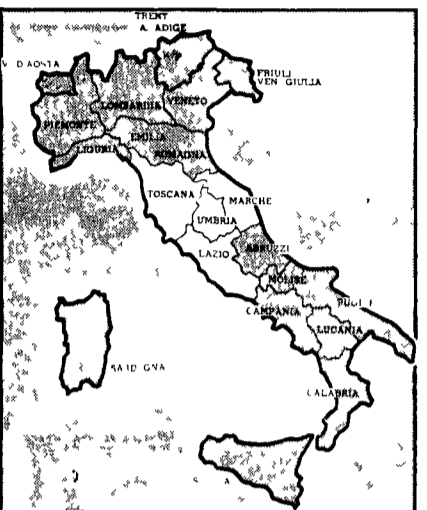 TRENT
A. ADIGE
V D'AOSTA
FRIULI
VEN GIULIA
LOMBARDIA
VENETO
PIEMONTE
EMILIA
LIGURIA
ROMAGNA
TOSCANA
MARCHE
UMBRIA
LAZIO
ABRUZZI
MOLISE
CAMPANIA
LUCANIA
CALABRIA